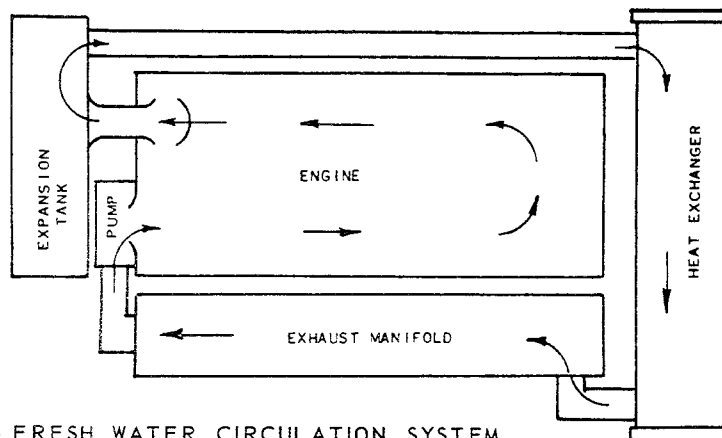 EXPANSION
TANK
PUMP
ENGINE
HEAT EXCHANGER
EXHAUST MANIFOLD
FRESH WATER CIRCULATION SYSTEM